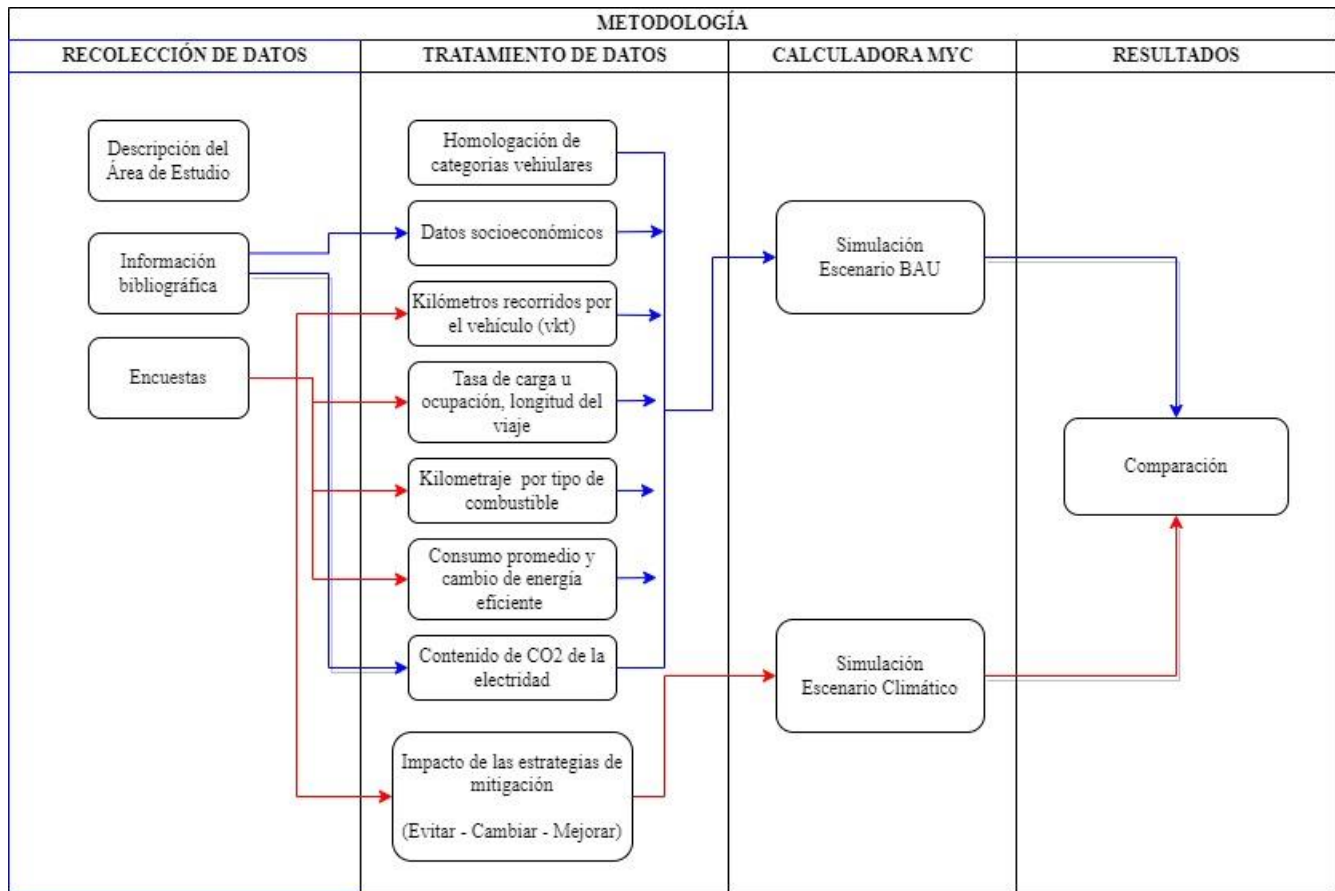 METODOLOGÍA
RECOLECCIÓN DE DATOS
TRATAMIENTO DE DATOS
CALCULADORA MYC
RESULTADOS
Descripción del
Área de Estudio
Información
bibliográfica
Encuestas
Homologación de
categorias vehiulares
Datos socioeconómicos
Kilómetros recorridos por
el vehículo (vkt)
Tasa de carga u
ocupación, longitud del
viaje
Kilometraje por tipo de
combustible
Consumo promedio y
cambio de energía
eficiente
Contenido de CO2 de la
electridad
Impacto de las estrategias de
mitigación
(Evitar - Cambiar - Mejorar)
Simulación
Escenario BAU
Simulación
Escenario Climático
Comparación